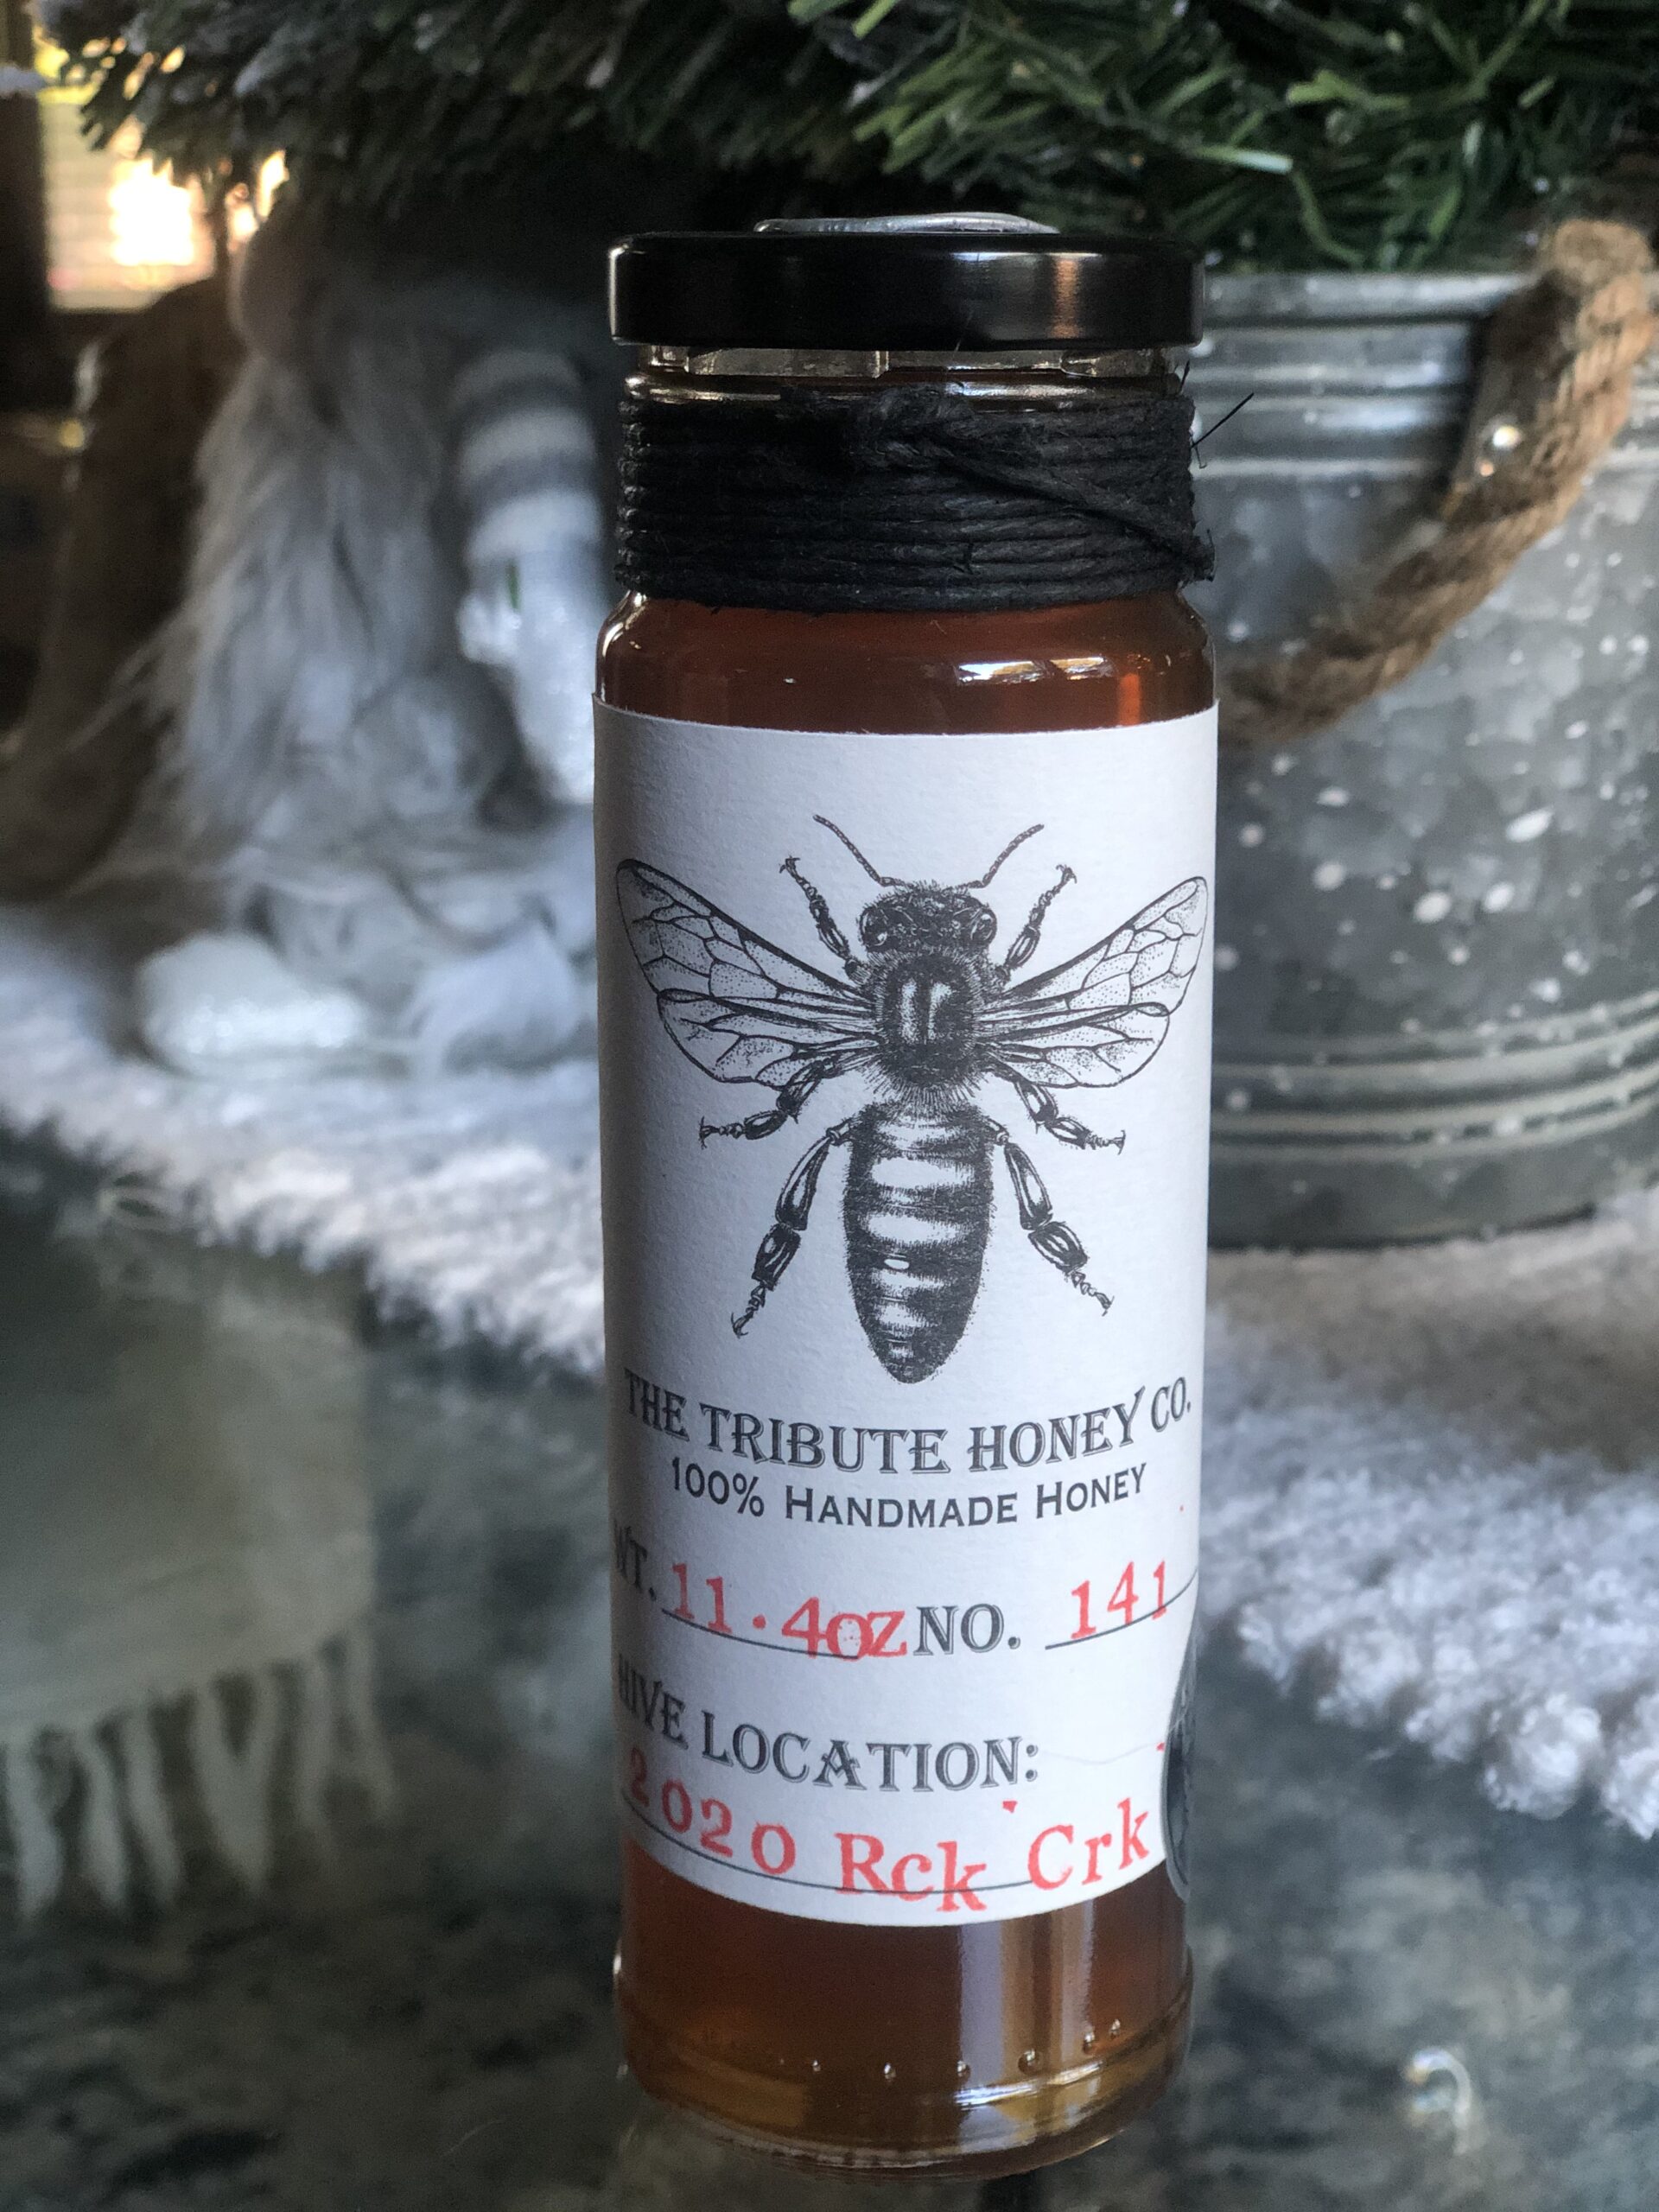 THE TRIBUTE HONEY CO.
100% HANDMADE HONEY
WT. 11.4oz NO. 141
HIVE LOCATION:
2020 Rck Crk